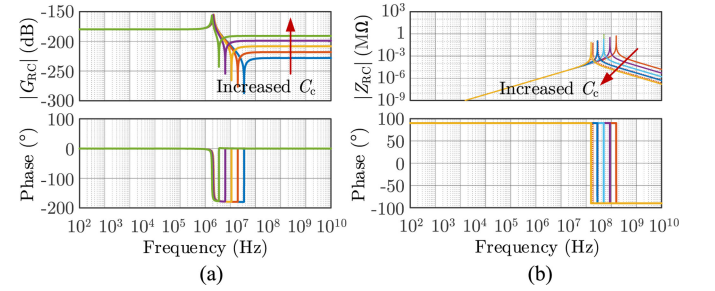 |G_RC| (dB)
-150
-200
-250
-300
Increased C_c
Phase (°)
100
0
-100
-200
10^2 10^3 10^4 10^5 10^6 10^7 10^8 10^9 10^10
Frequency (Hz)
(a)
|Z_RC| (MΩ)
10^3
1
10^-3
10^-6
10^-9
Increased C_c
Phase (°)
100
50
0
-50
-100
10^2 10^3 10^4 10^5 10^6 10^7 10^8 10^9 10^10
Frequency (Hz)
(b)